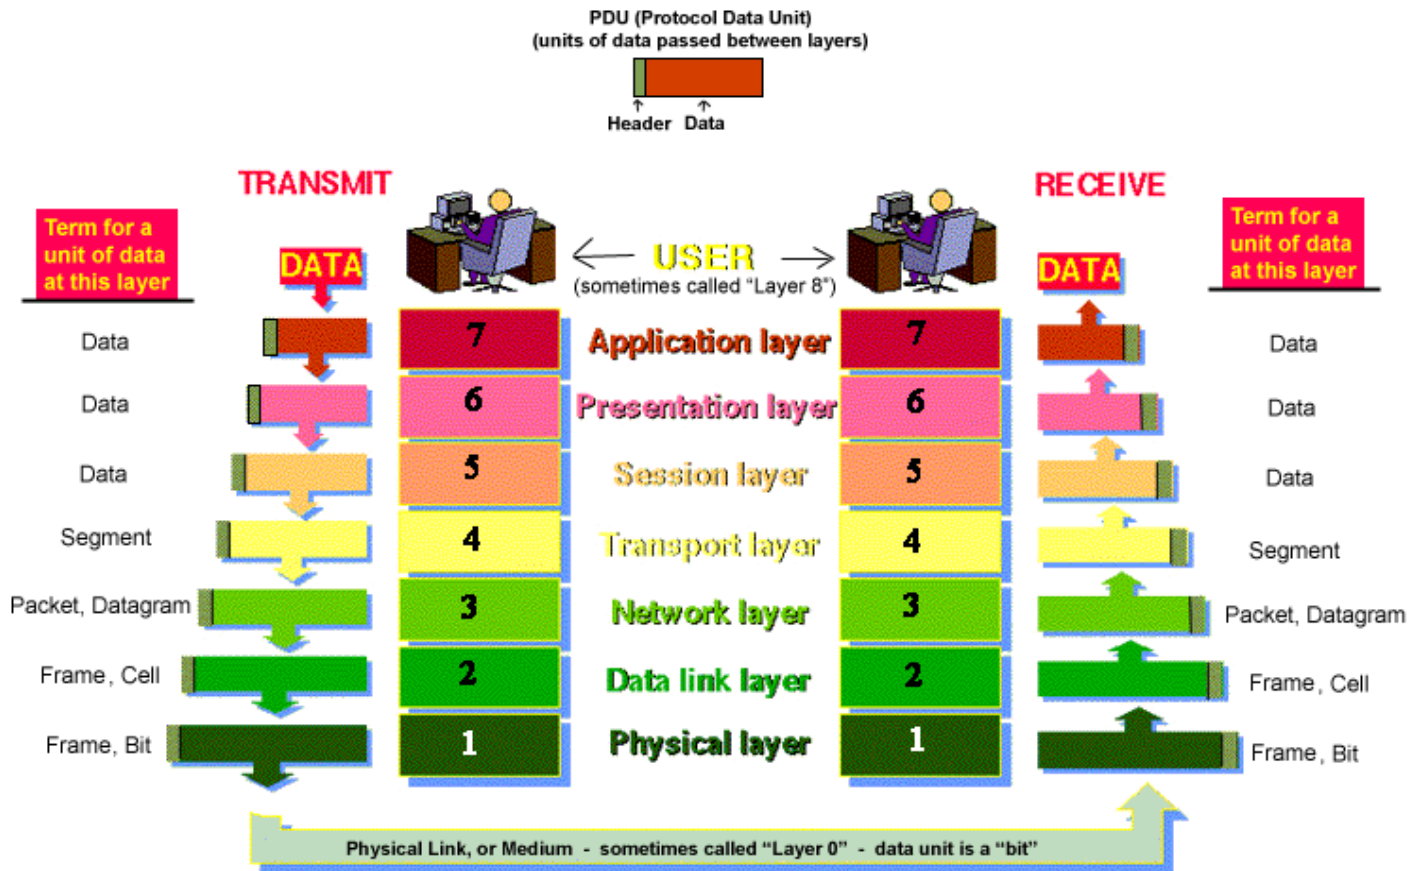 PDU (Protocol Data Unit)
(units of data passed between layers)
Header Data
TRANSMIT
RECEIVE
Term for a
unit of data
at this layer
Term for a
unit of data
at this layer
DATA
USER
DATA
(sometimes called “Layer 8”)
Data
7
Application layer
7
Data
Data
6
Presentation layer
6
Data
Data
5
Session layer
5
Data
Segment
4
Transport layer
4
Segment
Packet, Datagram
3
Network layer
3
Packet, Datagram
Frame, Cell
2
Data link layer
2
Frame, Cell
Frame, Bit
1
Physical layer
1
Frame, Bit
Physical Link, or Medium - sometimes called “Layer 0” - data unit is a “bit”